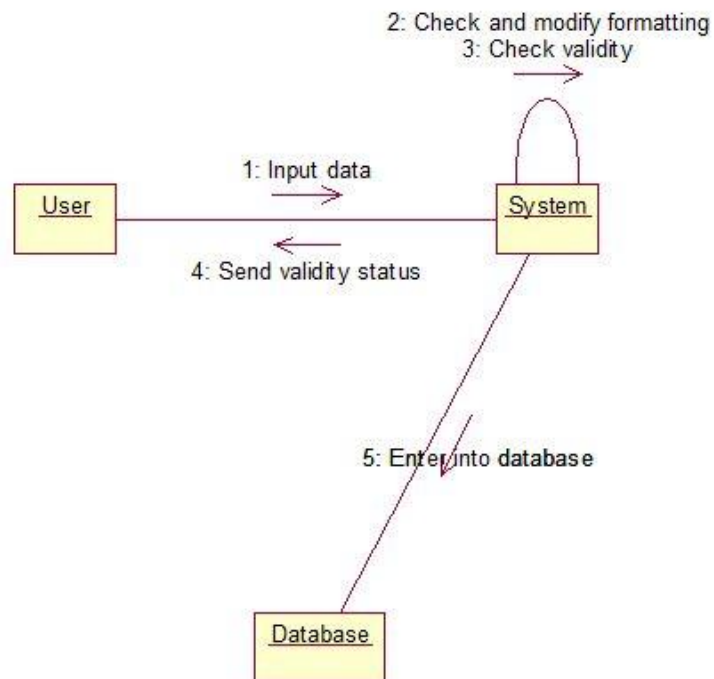 2: Check and modify formatting
3: Check validity
1: Input data
User
System
4: Send validity status
5: Enter into database
Database